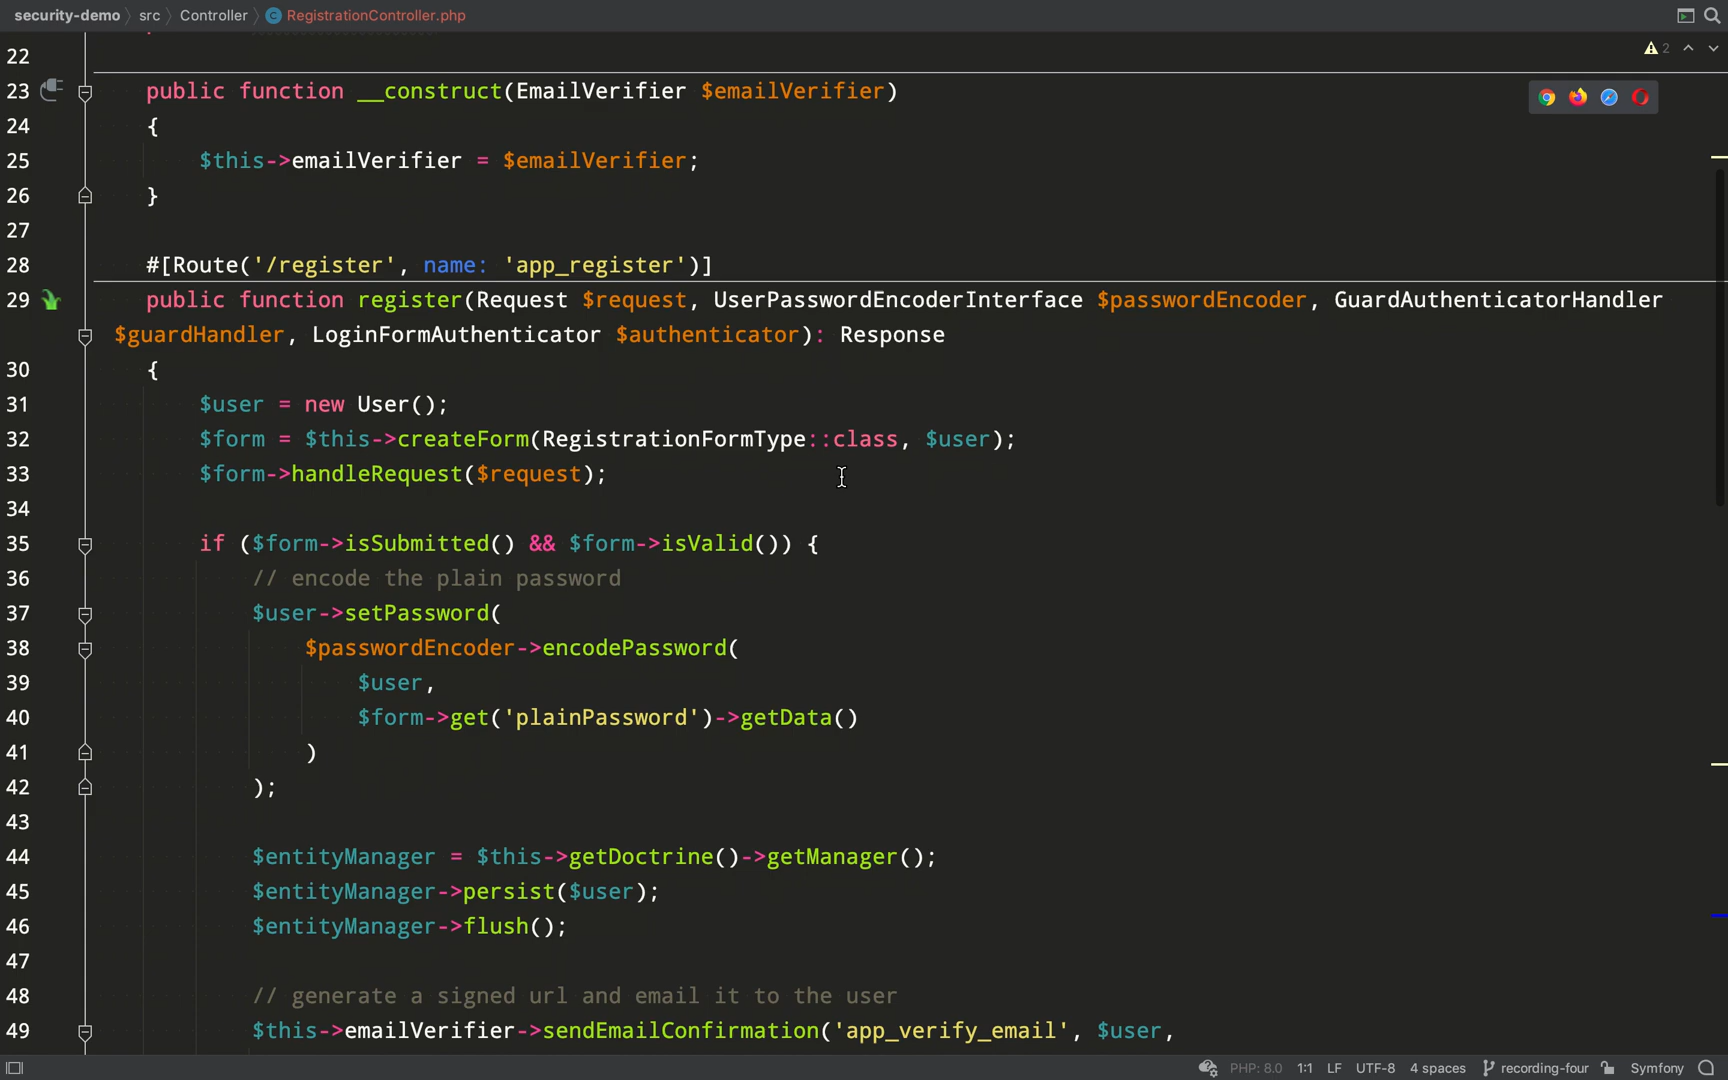 security-demo src Controller RegistrationController.php
22
2
23 public function __construct(EmailVerifier $emailVerifier)
24 {
25 $this->emailVerifier = $emailVerifier;
26 }
27
28 #[Route('/register', name: 'app_register')]
29 public function register(Request $request, UserPasswordEncoderInterface $passwordEncoder, GuardAuthenticatorHandler
$guardHandler, LoginFormAuthenticator $authenticator): Response
30 {
31 $user = new User();
32 $form = $this->createForm(RegistrationFormType::class, $user);
33 $form->handleRequest($request);
34
35 if ($form->isSubmitted() && $form->isValid()) {
36 // encode the plain password
37 $user->setPassword(
38 $passwordEncoder->encodePassword(
39 $user,
40 $form->get('plainPassword')->getData()
41 )
42 );
43
44 $entityManager = $this->getDoctrine()->getManager();
45 $entityManager->persist($user);
46 $entityManager->flush();
47
48 // generate a signed url and email it to the user
49 $this->emailVerifier->sendEmailConfirmation('app_verify_email', $user,
PHP: 8.0 1:1 LF UTF-8 4 spaces recording-four Symfony